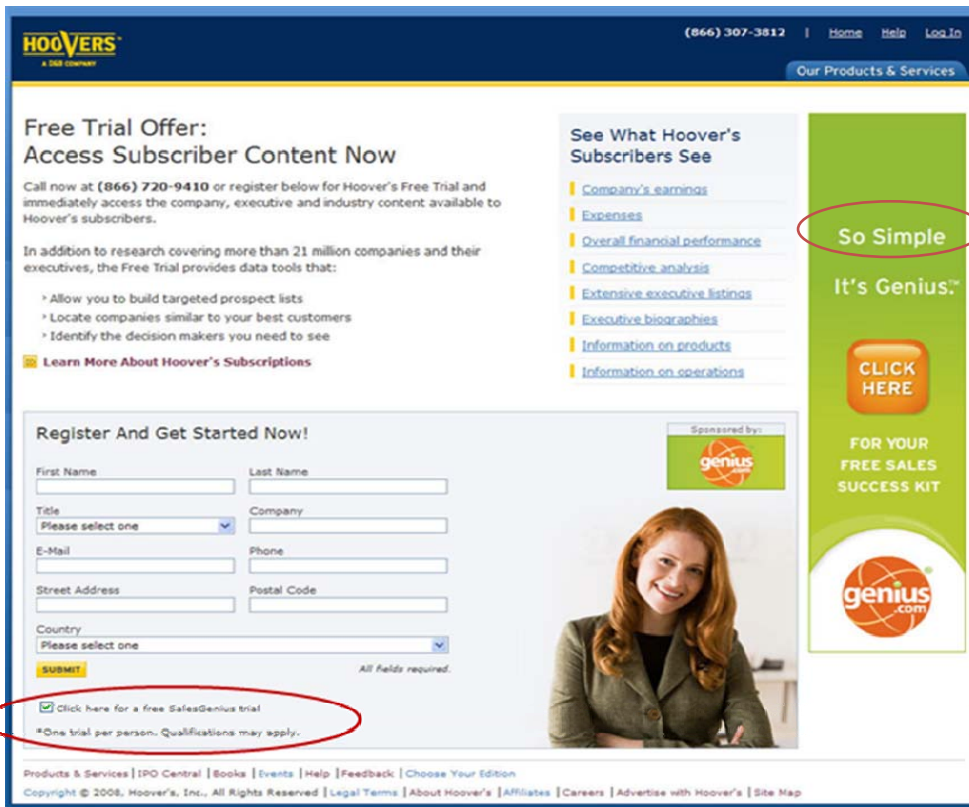 HOOVERS™
A D&B COMPANY
(866) 307-3812 | Home Help Log In
Our Products & Services
Free Trial Offer:
Access Subscriber Content Now
Call now at (866) 720-9410 or register below for Hoover's Free Trial and
immediately access the company, executive and industry content available to
Hoover's subscribers.
In addition to research covering more than 21 million companies and their
executives, the Free Trial provides data tools that:
› Allow you to build targeted prospect lists
› Locate companies similar to your best customers
› Identify the decision makers you need to see
Learn More About Hoover's Subscriptions
See What Hoover's
Subscribers See
Company's earnings
Expenses
Overall financial performance
Competitive analysis
Extensive executive listings
Executive biographies
Information on products
Information on operations
So Simple
It's Genius.™
CLICK
HERE
FOR YOUR
FREE SALES
SUCCESS KIT
genius
.com
Register And Get Started Now!
Sponsored by:
genius
.com
First Name
Last Name
Title
Please select one
Company
E-Mail
Phone
Street Address
Postal Code
Country
Please select one
SUBMIT
All fields required.
Click here for a free SalesGenius trial
*One trial per person. Qualifications may apply.
Products & Services | IPO Central | Books | Events | Help | Feedback | Choose Your Edition
Copyright © 2008, Hoover's, Inc., All Rights Reserved | Legal Terms | About Hoover's | Affiliates | Careers | Advertise with Hoover's | Site Map